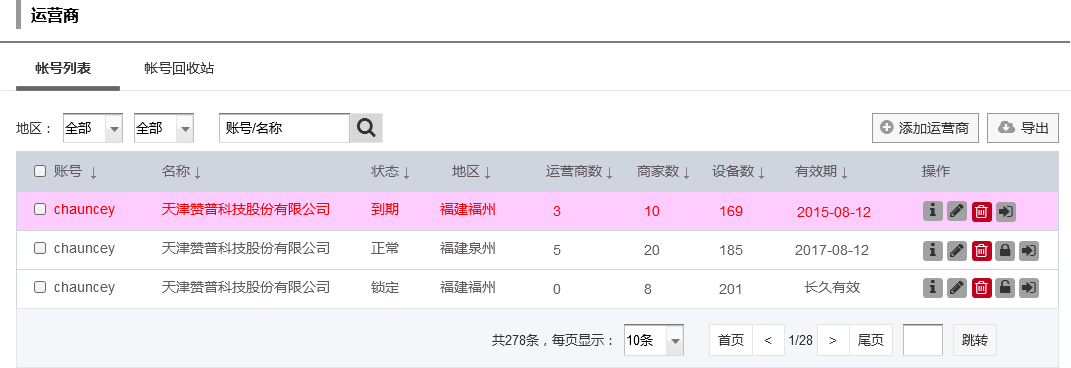 运营商
帐号列表 帐号回收站
地区： 全部 全部 账号/名称 添加运营商 导出
账号 ↓ 名称 ↓ 状态 ↓ 地区 ↓ 运营商数 ↓ 商家数 ↓ 设备数 ↓ 有效期 ↓ 操作
chauncey 天津赞普科技股份有限公司 到期 福建福州 3 10 169 2015-08-12
chauncey 天津赞普科技股份有限公司 正常 福建泉州 5 20 185 2017-08-12
chauncey 天津赞普科技股份有限公司 锁定 福建福州 0 8 201 长久有效
共278条，每页显示： 10条 首页 < 1/28 > 尾页 跳转